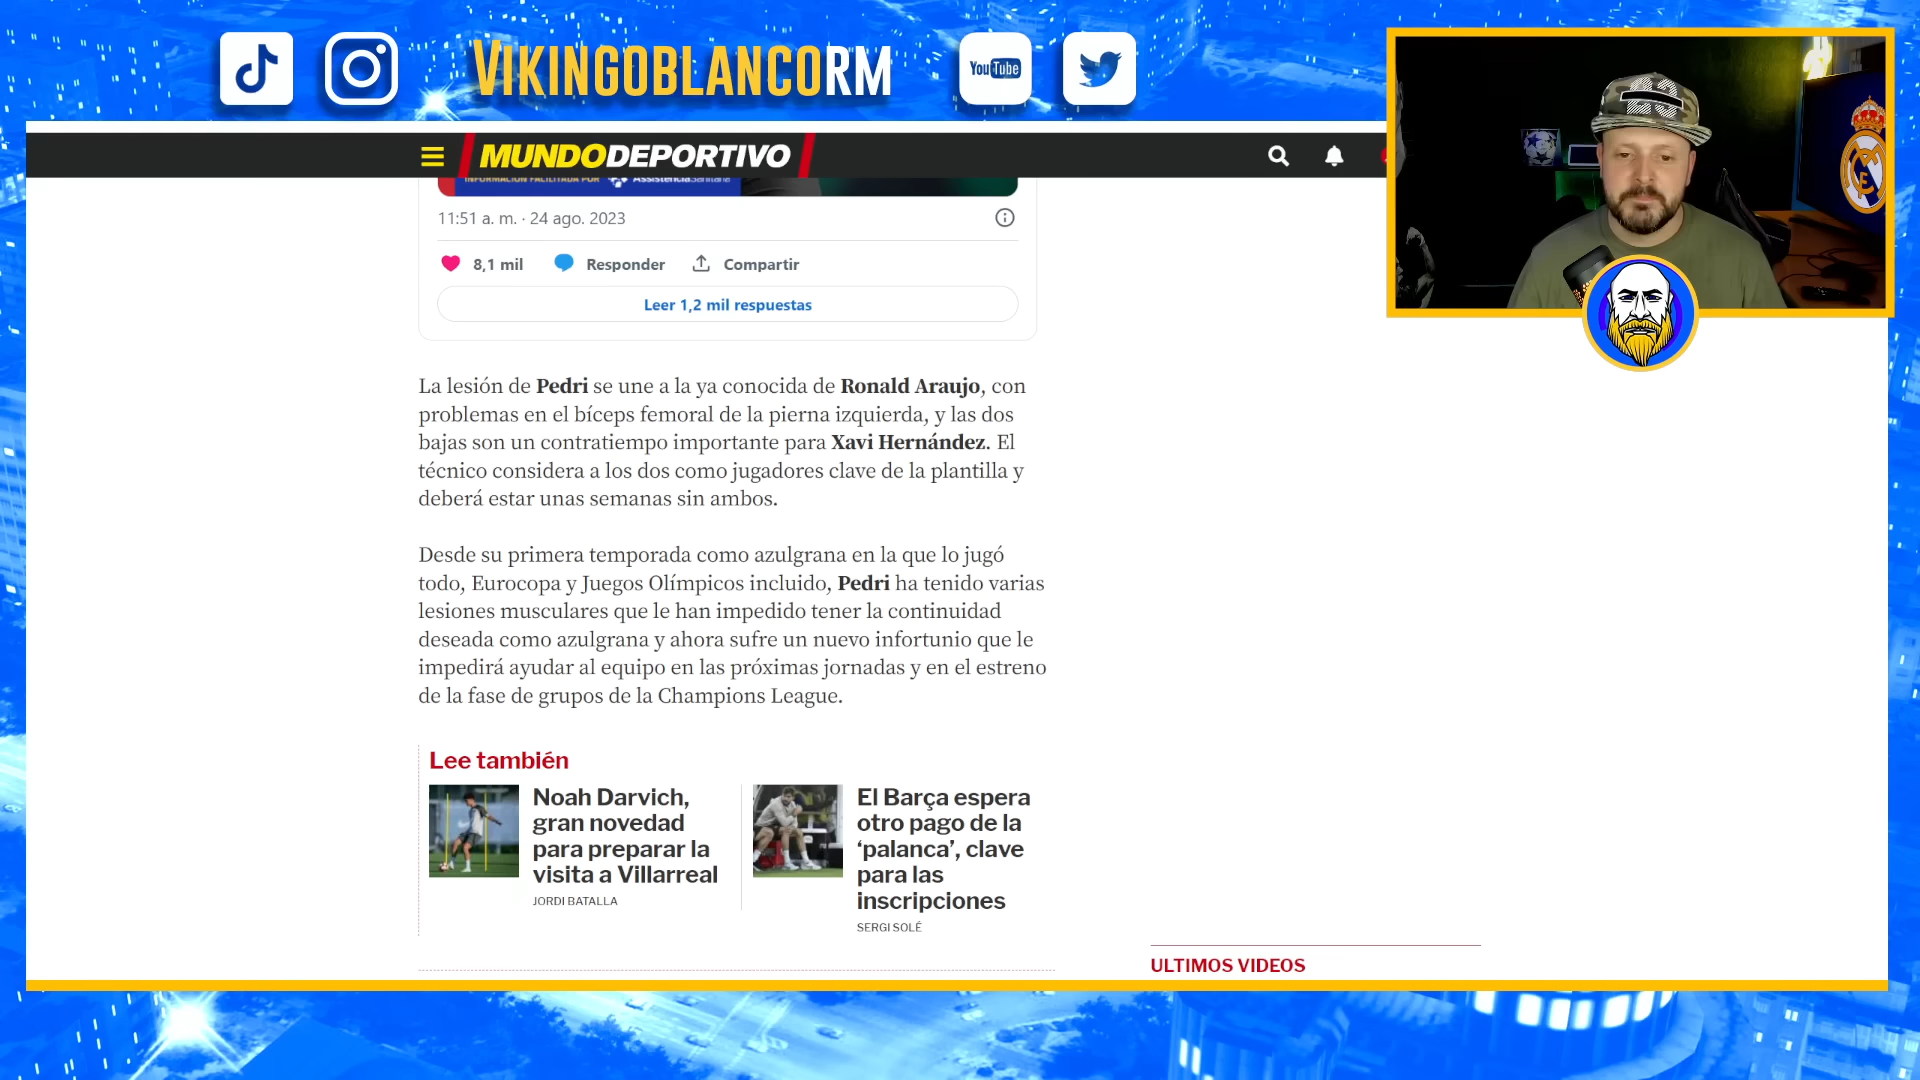 VIKINGOBLANCORM
YouTube
MUNDODEPORTIVO
INFORMACIÓN FACILITADA POR Assistència Sanitària
11:51 a. m. · 24 ago. 2023
8,1 mil Responder Compartir
Leer 1,2 mil respuestas
La lesión de Pedri se une a la ya conocida de Ronald Araujo, con
problemas en el bíceps femoral de la pierna izquierda, y las dos
bajas son un contratiempo importante para Xavi Hernández. El
técnico considera a los dos como jugadores clave de la plantilla y
deberá estar unas semanas sin ambos.
Desde su primera temporada como azulgrana en la que lo jugó
todo, Eurocopa y Juegos Olímpicos incluido, Pedri ha tenido varias
lesiones musculares que le han impedido tener la continuidad
deseada como azulgrana y ahora sufre un nuevo infortunio que le
impedirá ayudar al equipo en las próximas jornadas y en el estreno
de la fase de grupos de la Champions League.
Lee también
Noah Darvich,
gran novedad
para preparar la
visita a Villarreal
JORDI BATALLA
El Barça espera
otro pago de la
‘palanca’, clave
para las
inscripciones
SERGI SOLÉ
ULTIMOS VIDEOS